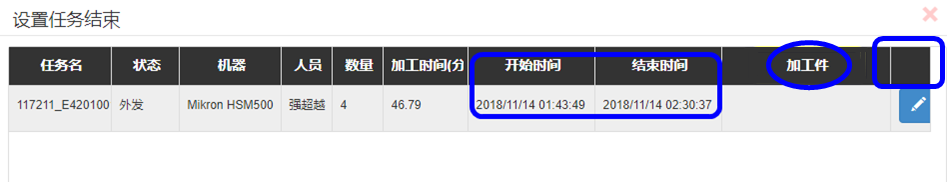 设置任务结束
任务名 状态 机器 人员 数量 加工时间(分 开始时间 结束时间 加工件
117211_E420100 外发 Mikron HSM500 强超越 4 46.79 2018/11/14 01:43:49 2018/11/14 02:30:37